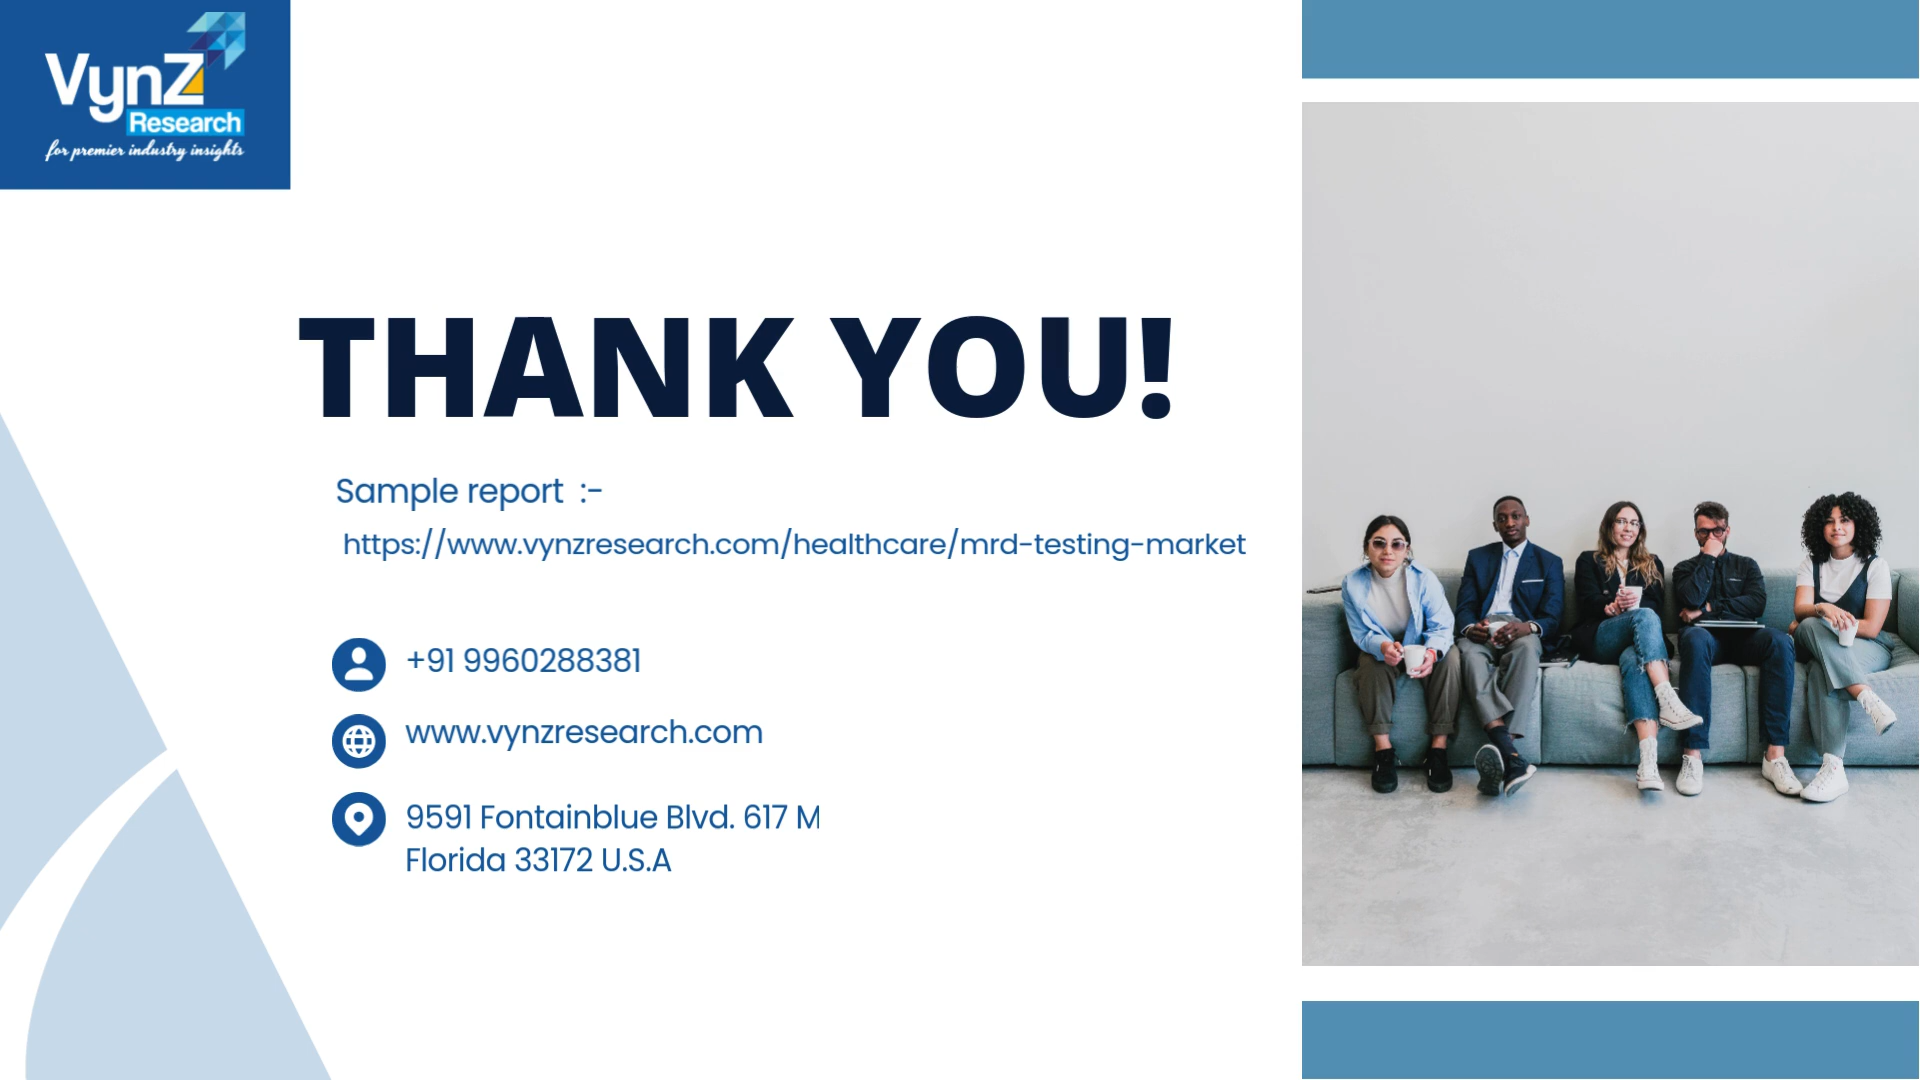 VynZ
Research
for premier industry insights
THANK YOU!
Sample report :-
https://www.vynzresearch.com/healthcare/mrd-testing-market
+91 9960288381
www.vynzresearch.com
9591 Fontainblue Blvd. 617 M
Florida 33172 U.S.A